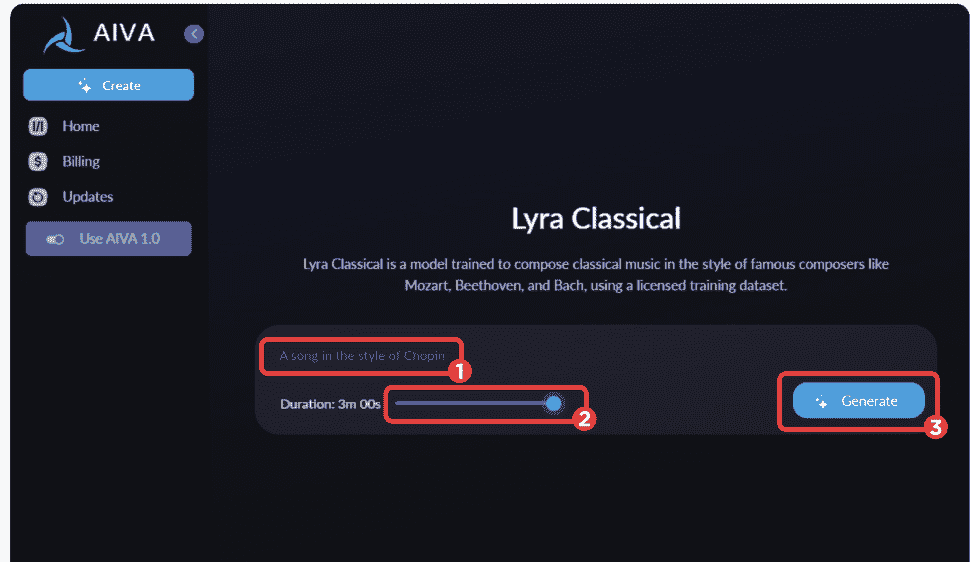 AIVA
Create
Home
Billing
Updates
Use AIVA 1.0
Lyra Classical
Lyra Classical is a model trained to compose classical music in the style of famous composers like
Mozart, Beethoven, and Bach, using a licensed training dataset.
A song in the style of Chopin
1
Duration: 3m 00s
2
Generate
3